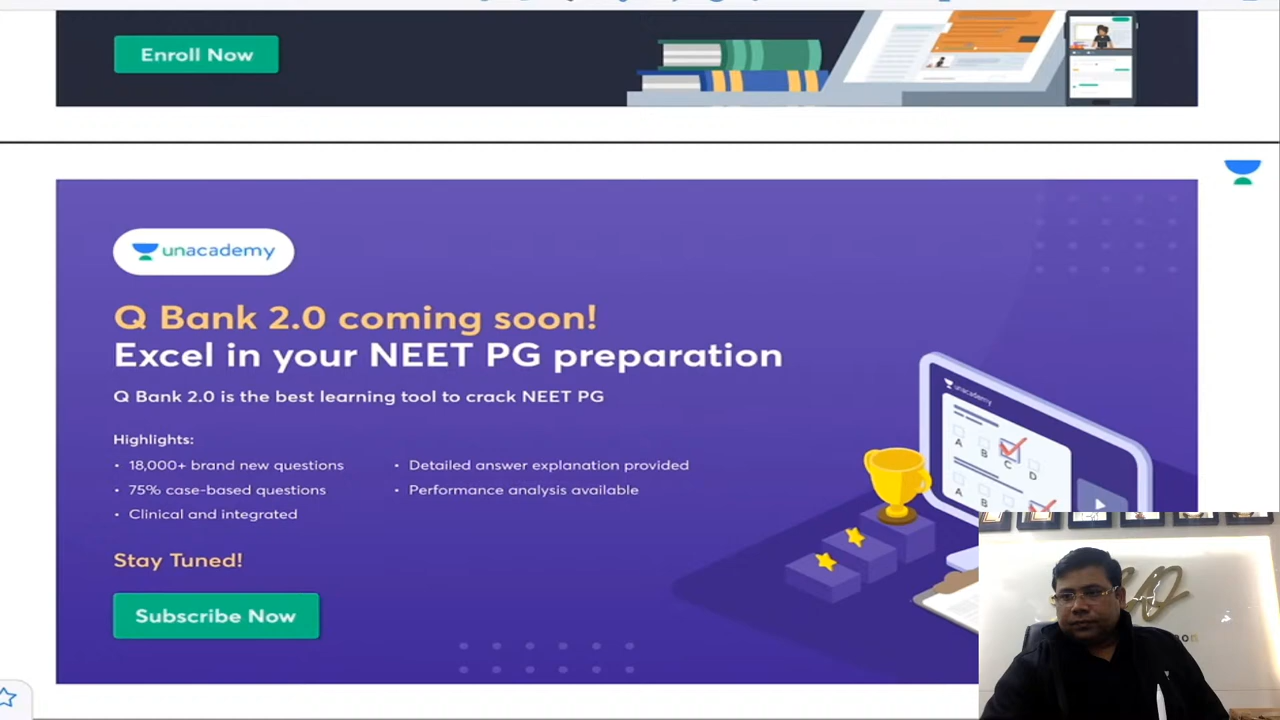 Enroll Now
unacademy
Q Bank 2.0 coming soon!
Excel in your NEET PG preparation
Q Bank 2.0 is the best learning tool to crack NEET PG
Highlights:
• 18,000+ brand new questions
• 75% case-based questions
• Clinical and integrated
• Detailed answer explanation provided
• Performance analysis available
Stay Tuned!
Subscribe Now
unacademy
A
B
C
D
A
B